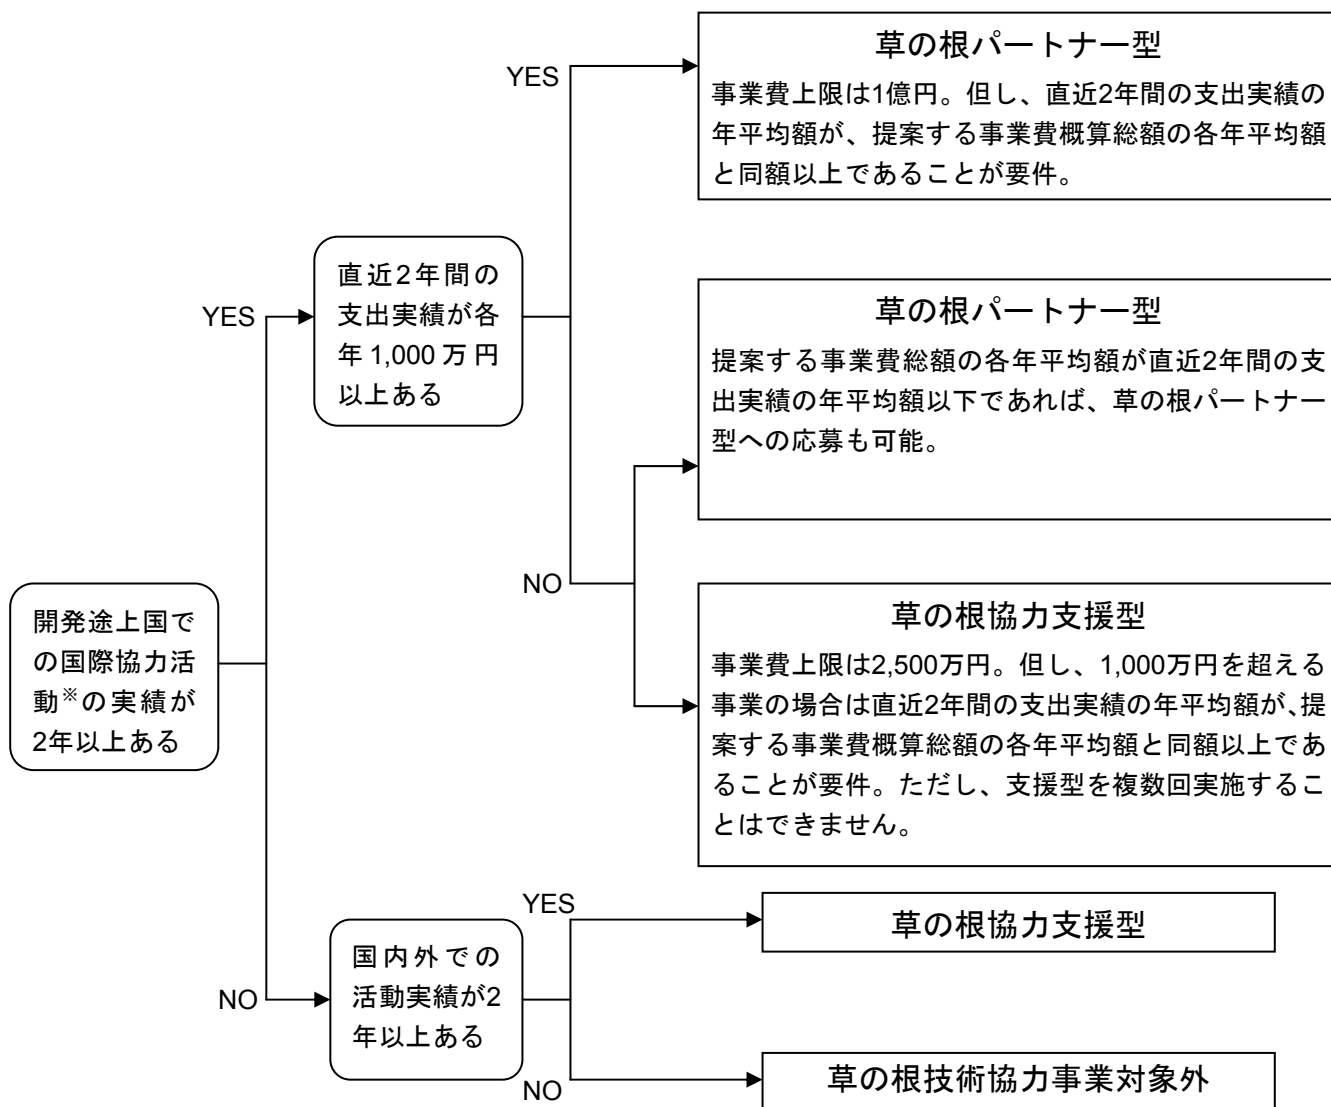 草の根パートナー型
事業費上限は1億円。但し、直近2年間の支出実績の
年平均額が、提案する事業費概算総額の各年平均額
と同額以上であることが要件。
YES
直近2年間の
支出実績が各
年1,000万円
以上ある
YES
草の根パートナー型
提案する事業費総額の各年平均額が直近2年間の支
出実績の年平均額以下であれば、草の根パートナー
型への応募も可能。
NO
開発途上国で
の国際協力活
動※の実績が
2年以上ある
草の根協力支援型
事業費上限は2,500万円。但し、1,000万円を超える
事業の場合は直近2年間の支出実績の年平均額が、提
案する事業費概算総額の各年平均額と同額以上であ
ることが要件。ただし、支援型を複数回実施するこ
とはできません。
YES
草の根協力支援型
国内外での
活動実績が2
年以上ある
NO
NO
草の根技術協力事業対象外